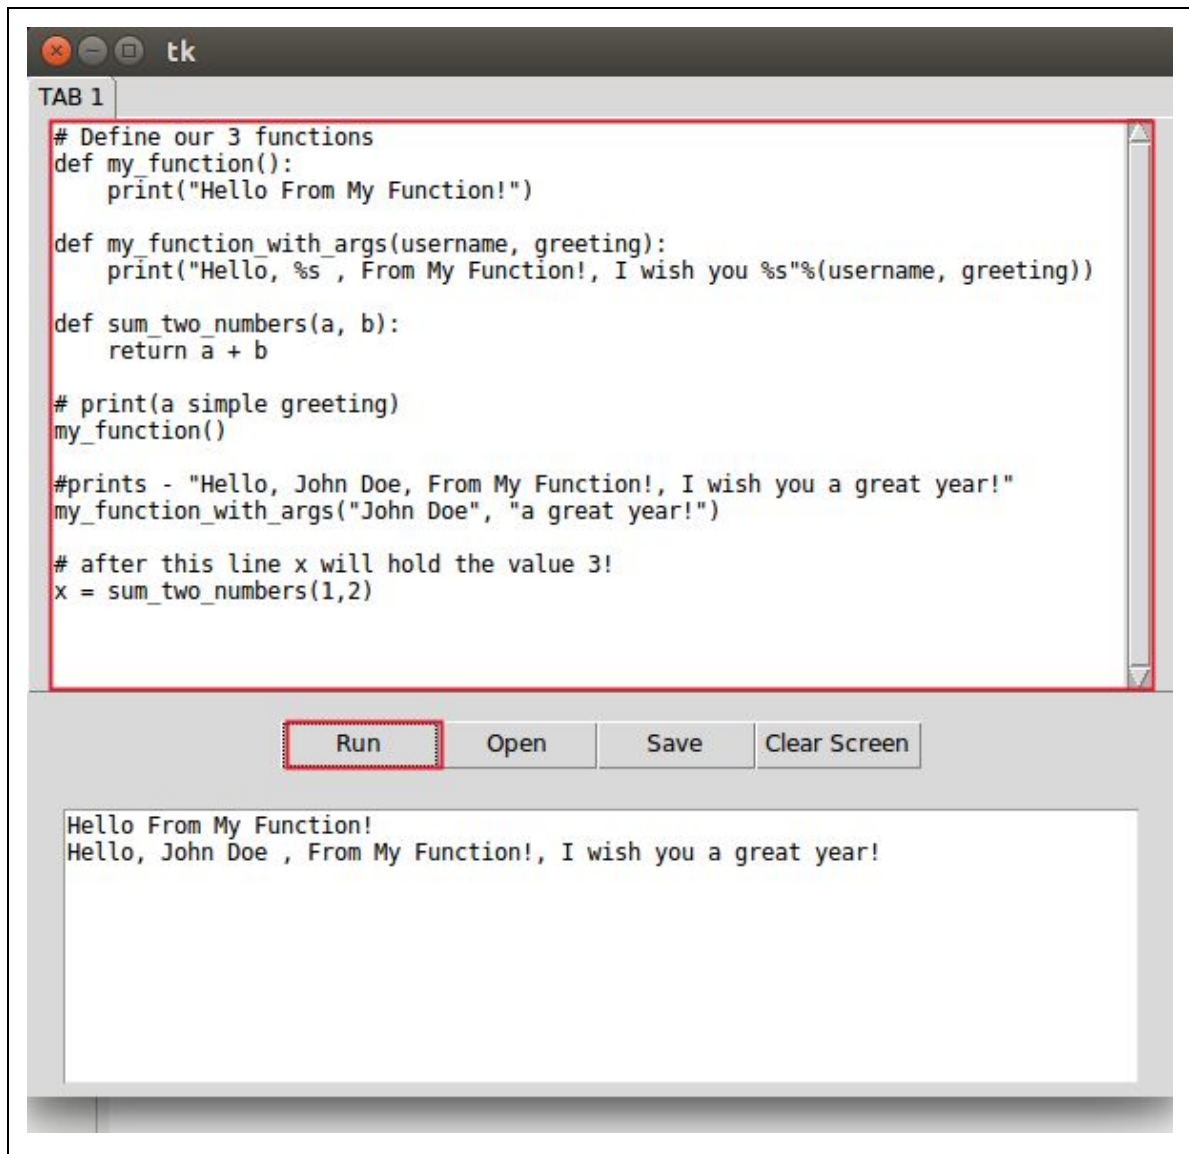 tk
TAB 1
# Define our 3 functions
def my_function():
    print("Hello From My Function!")
def my_function_with_args(username, greeting):
    print("Hello, %s , From My Function!, I wish you %s"%(username, greeting))
def sum_two_numbers(a, b):
    return a + b
# print(a simple greeting)
my_function()
#prints - "Hello, John Doe, From My Function!, I wish you a great year!"
my_function_with_args("John Doe", "a great year!")
# after this line x will hold the value 3!
x = sum_two_numbers(1,2)
Run Open Save Clear Screen
Hello From My Function!
Hello, John Doe , From My Function!, I wish you a great year!